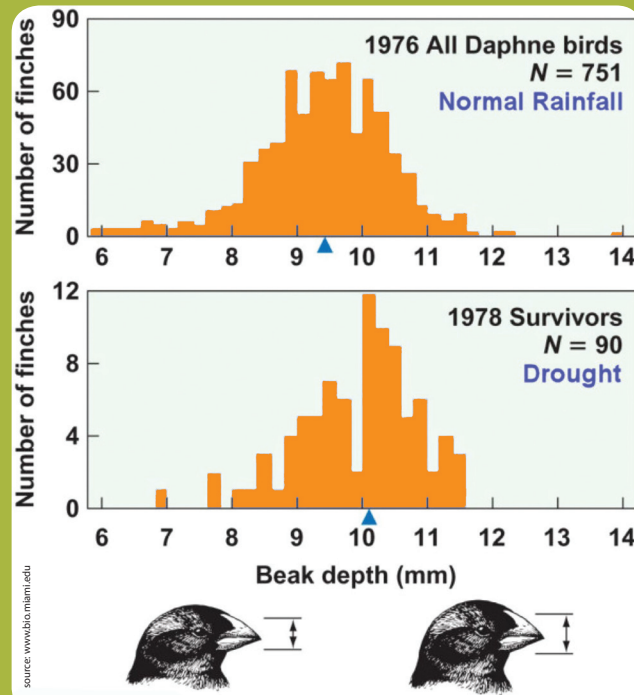 90
60
30
0
Number of finches
1976 All Daphne birds
N = 751
Normal Rainfall
6 7 8 9 10 11 12 13 14
12
8
4
0
Number of finches
1978 Survivors
N = 90
Drought
6 7 8 9 10 11 12 13 14
Beak depth (mm)
source: www.bio.miami.edu